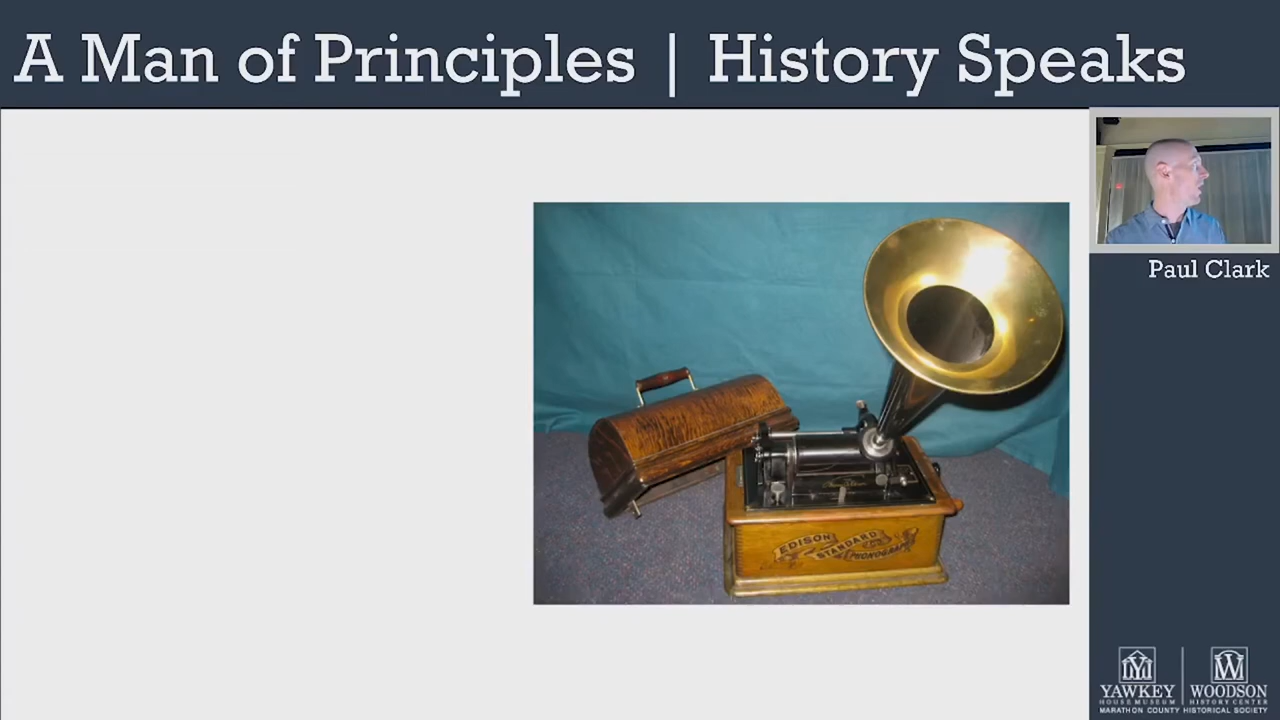 A Man of Principles | History Speaks
Paul Clark
EDISON
STANDARD
PHONOGRAPH
YAWKEY
HOUSE MUSEUM
WOODSON
HISTORY CENTER
MARATHON COUNTY HISTORICAL SOCIETY